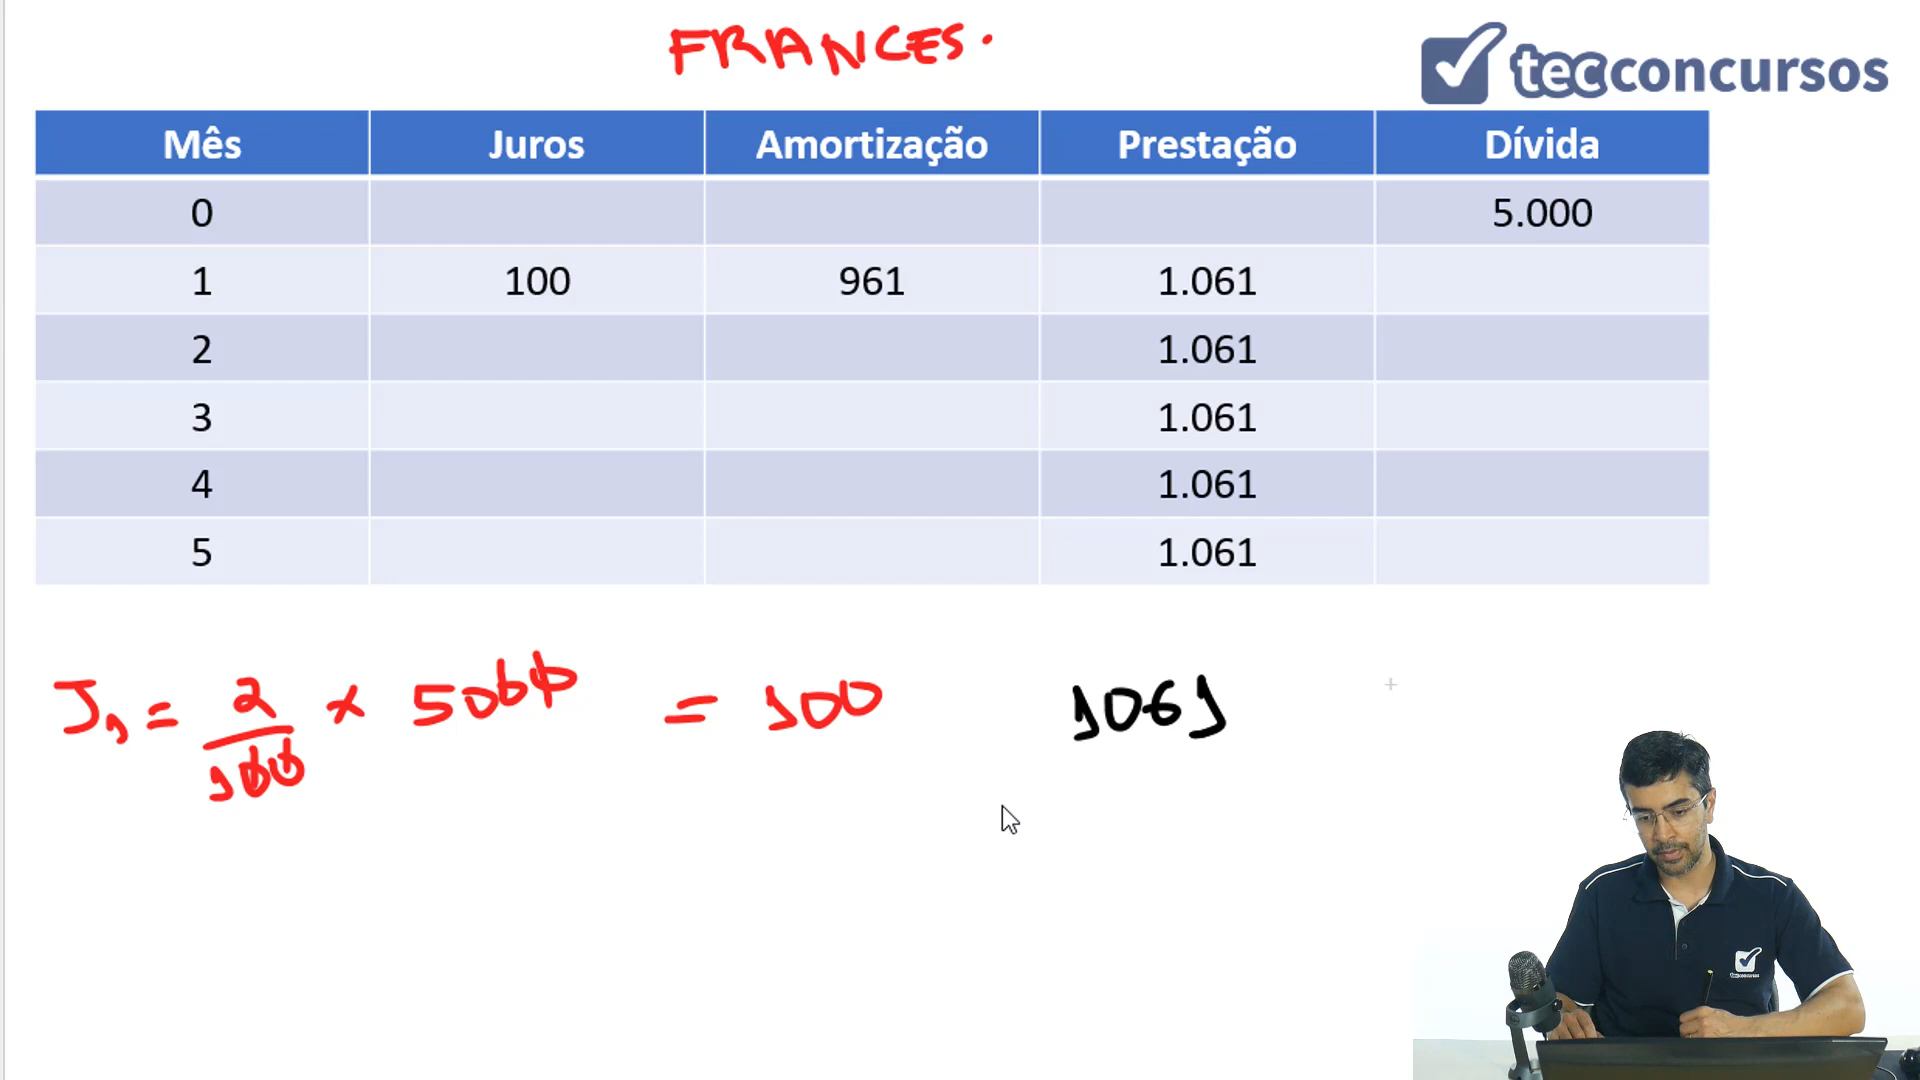 FRANCES.
tecconcursos
Mês Juros Amortização Prestação Dívida
0 5.000
1 100 961 1.061
2 1.061
3 1.061
4 1.061
5 1.061
J1 = 2/100 x 5000 = 100 1061
tecconcursos